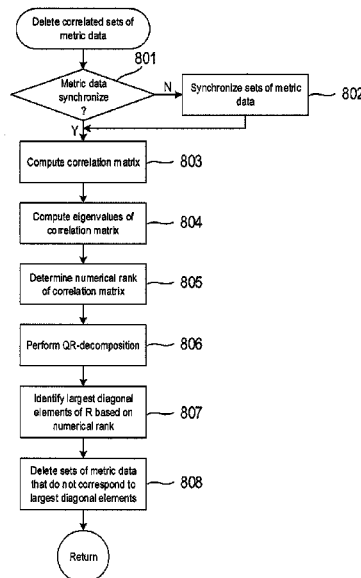 Delete correlated sets of
metric data
801
Metric data
synchronize
?
N
Synchronize sets of metric
data
802
Y
Compute correlation matrix
803
Compute eigenvalues of
correlation matrix
804
Determine numerical rank
of correlation matrix
805
Perform QR-decomposition
806
Identify largest diagonal
elements of R based on
numerical rank
807
Delete sets of metric data
that do not correspond to
largest diagonal elements
808
Return